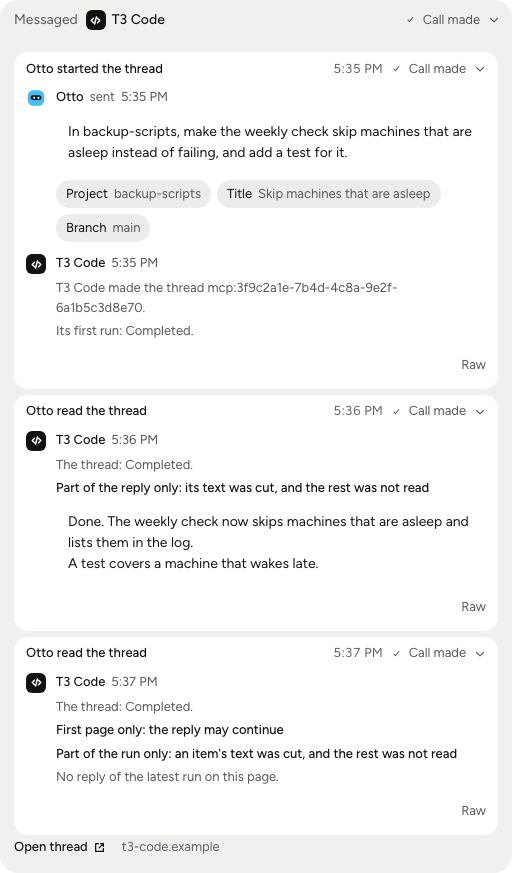 Messaged T3 Code Call made
Otto started the thread 5:35 PM Call made
Otto sent 5:35 PM
In backup-scripts, make the weekly check skip machines that are
asleep instead of failing, and add a test for it.
Project backup-scripts Title Skip machines that are asleep
Branch main
T3 Code 5:35 PM
T3 Code made the thread mcp:3f9c2a1e-7b4d-4c8a-9e2f-
6a1b5c3d8e70.
Its first run: Completed.
Raw
Otto read the thread 5:36 PM Call made
T3 Code 5:36 PM
The thread: Completed.
Part of the reply only: its text was cut, and the rest was not read
Done. The weekly check now skips machines that are asleep and
lists them in the log.
A test covers a machine that wakes late.
Raw
Otto read the thread 5:37 PM Call made
T3 Code 5:37 PM
The thread: Completed.
First page only: the reply may continue
Part of the run only: an item's text was cut, and the rest was not read
No reply of the latest run on this page.
Raw
Open thread t3-code.example